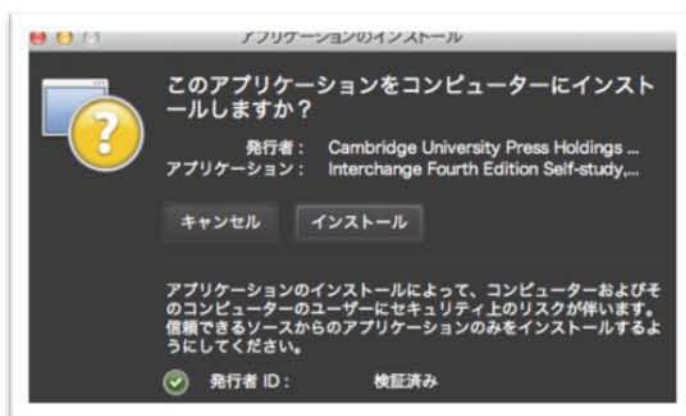 アプリケーションのインストール
このアプリケーションをコンピューターにインスト
ールしますか？
発行者： Cambridge University Press Holdings ...
アプリケーション： Interchange Fourth Edition Self-study,...
キャンセル インストール
アプリケーションのインストールによって、コンピューターおよびそ
のコンピューターのユーザーにセキュリティ上のリスクが伴います。
信頼できるソースからのアプリケーションのみをインストールするよ
うにしてください。
発行者 ID： 検証済み